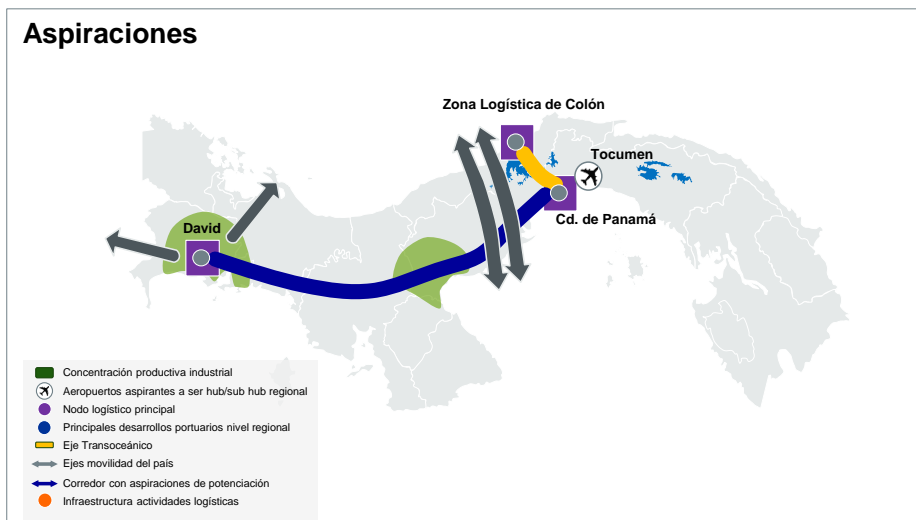 Aspiraciones
Zona Logística de Colón
Tocumen
Cd. de Panamá
David
Concentración productiva industrial
Aeropuertos aspirantes a ser hub/sub hub regional
Nodo logístico principal
Principales desarrollos portuarios nivel regional
Eje Transoceánico
Ejes movilidad del país
Corredor con aspiraciones de potenciación
Infraestructura actividades logísticas